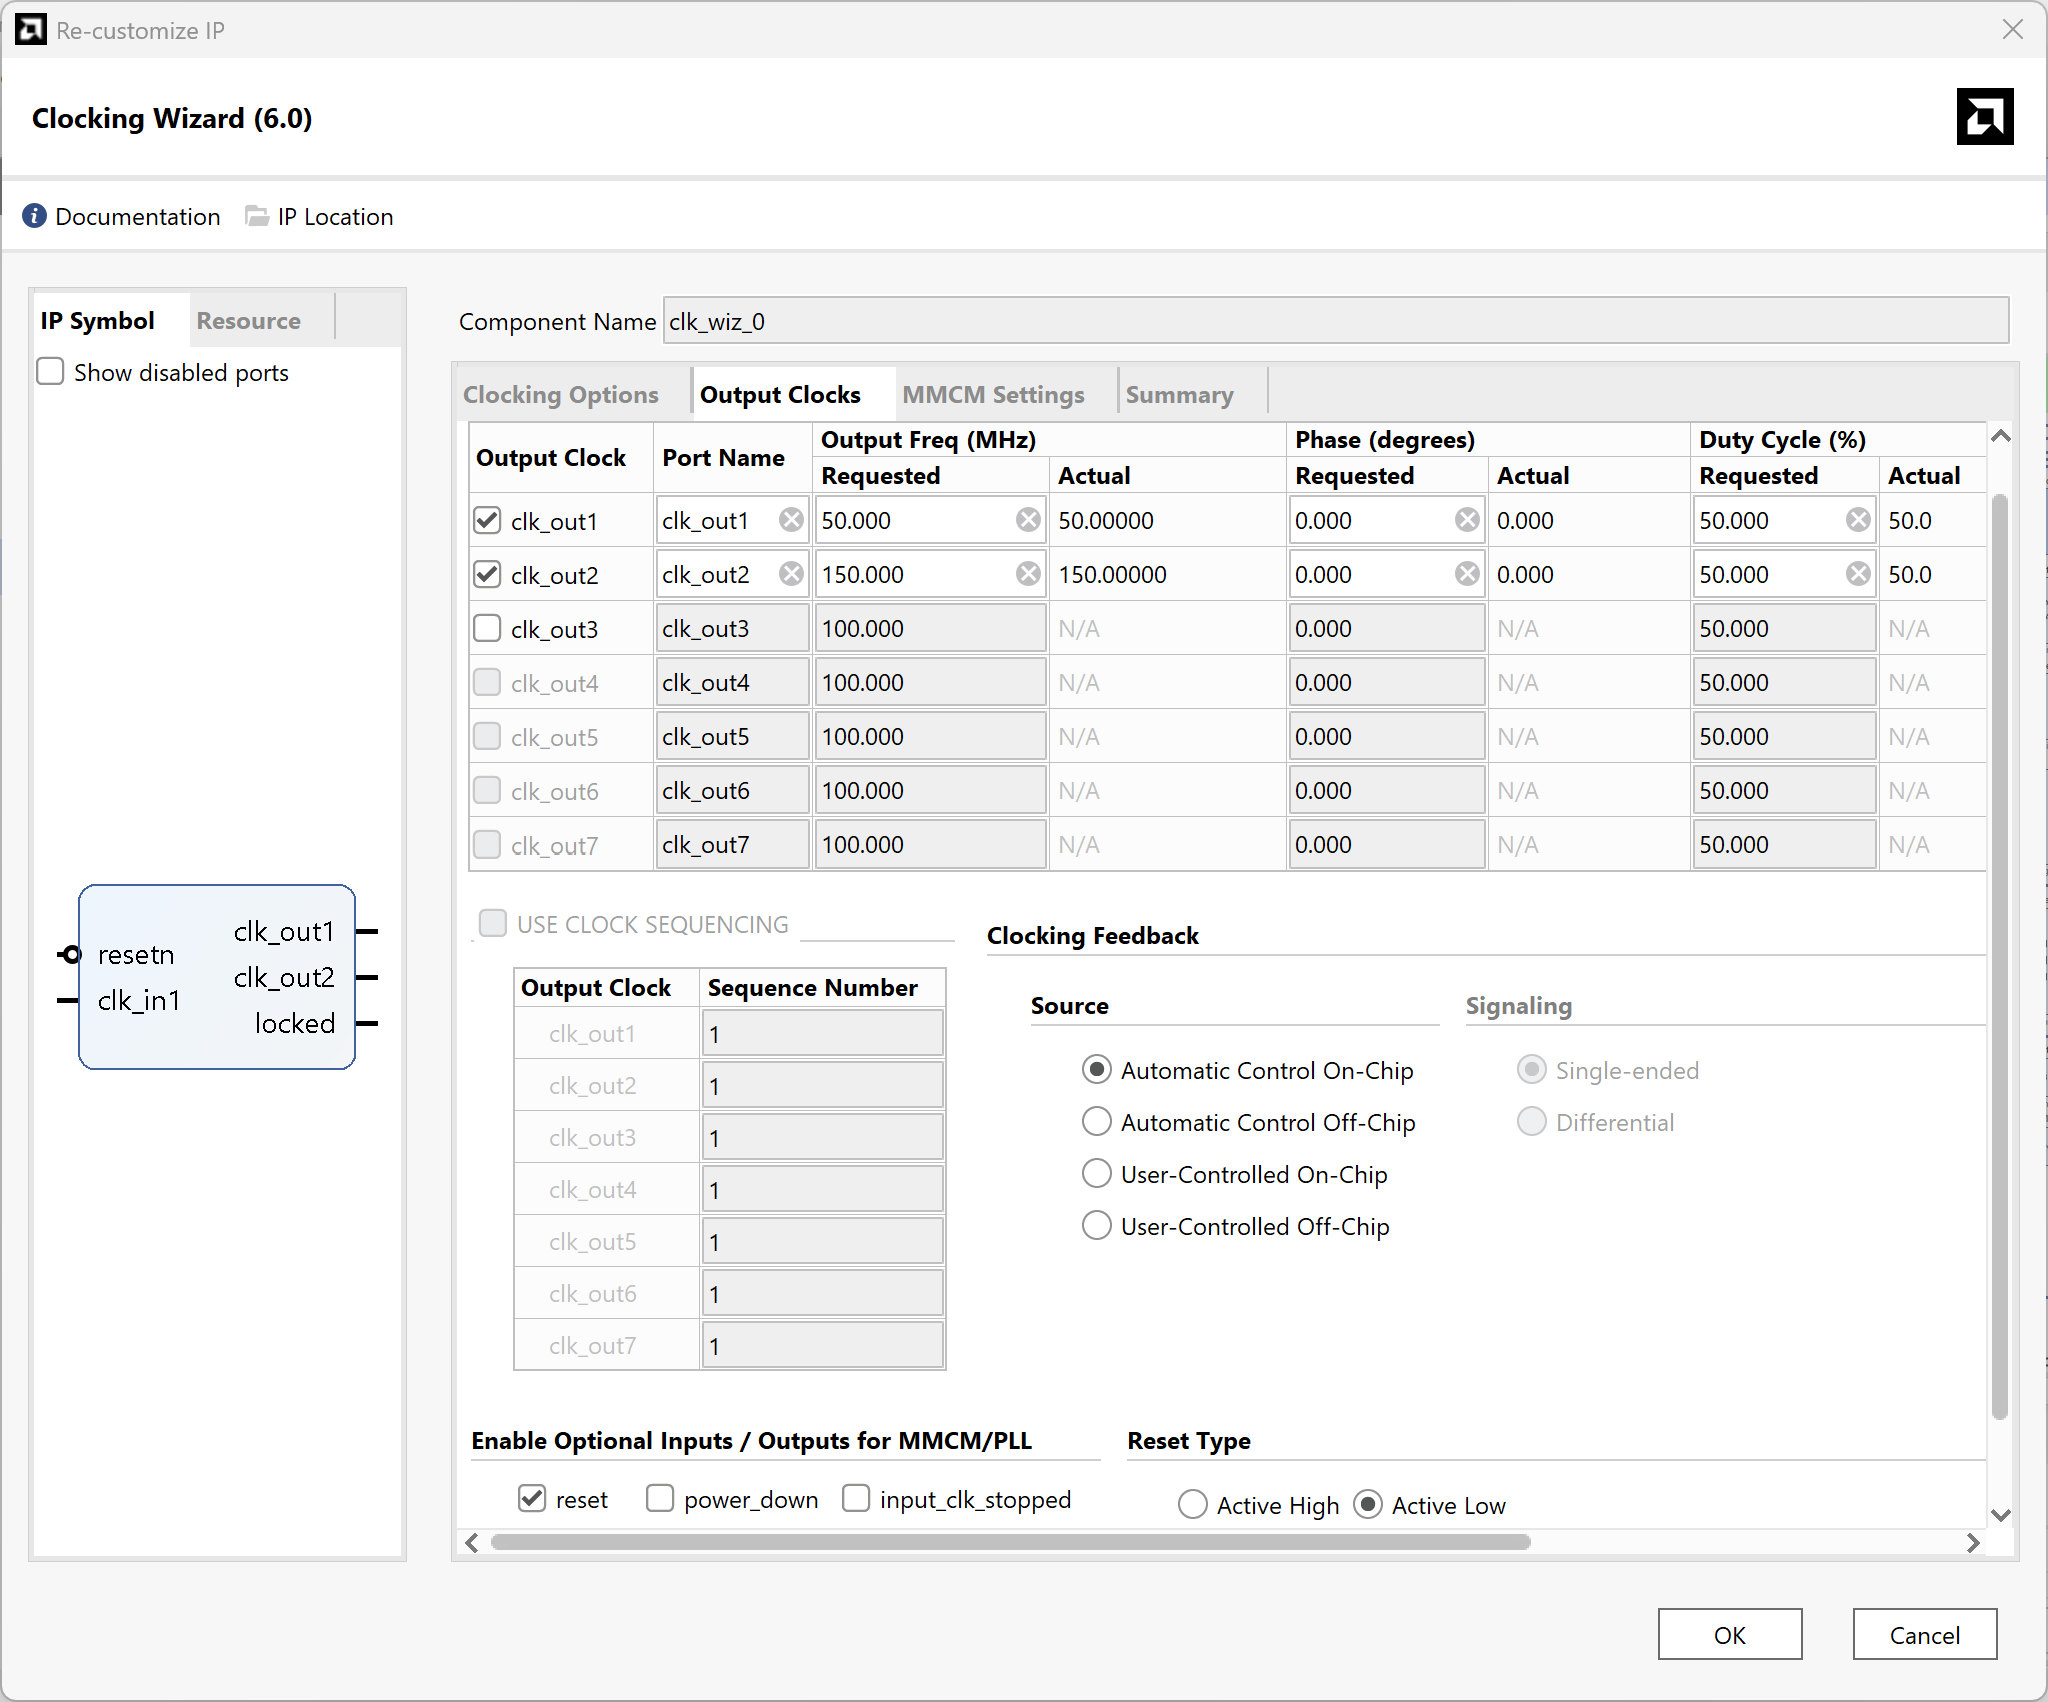 Re-customize IP
Clocking Wizard (6.0)
Documentation IP Location
IP Symbol Resource
Show disabled ports
resetn
clk_in1
clk_out1
clk_out2
locked
Component Name clk_wiz_0
Clocking Options Output Clocks MMCM Settings Summary
Output Clock Port Name Output Freq (MHz) Phase (degrees) Duty Cycle (%)
Requested Actual Requested Actual Requested Actual
clk_out1 clk_out1 50.000 50.00000 0.000 0.000 50.000 50.0
clk_out2 clk_out2 150.000 150.00000 0.000 0.000 50.000 50.0
clk_out3 clk_out3 100.000 N/A 0.000 N/A 50.000 N/A
clk_out4 clk_out4 100.000 N/A 0.000 N/A 50.000 N/A
clk_out5 clk_out5 100.000 N/A 0.000 N/A 50.000 N/A
clk_out6 clk_out6 100.000 N/A 0.000 N/A 50.000 N/A
clk_out7 clk_out7 100.000 N/A 0.000 N/A 50.000 N/A
USE CLOCK SEQUENCING
Output Clock Sequence Number
clk_out1 1
clk_out2 1
clk_out3 1
clk_out4 1
clk_out5 1
clk_out6 1
clk_out7 1
Clocking Feedback
Source
Automatic Control On-Chip
Automatic Control Off-Chip
User-Controlled On-Chip
User-Controlled Off-Chip
Signaling
Single-ended
Differential
Enable Optional Inputs / Outputs for MMCM/PLL
reset power_down input_clk_stopped
Reset Type
Active High Active Low
OK Cancel